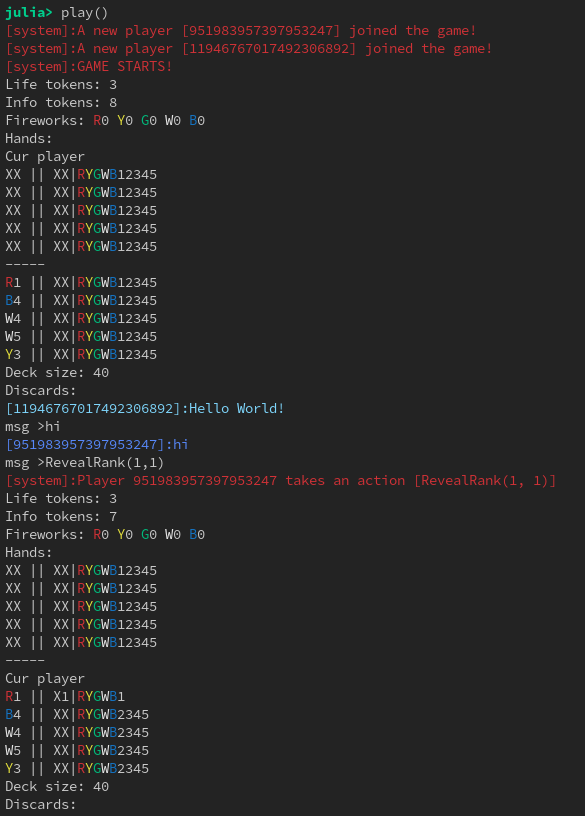 julia> play()
[system]:A new player [951983957397953247] joined the game!
[system]:A new player [11946767017492306892] joined the game!
[system]:GAME STARTS!
Life tokens: 3
Info tokens: 8
Fireworks: R0 Y0 G0 W0 B0
Hands:
Cur player
XX || XX|RYGWB12345
XX || XX|RYGWB12345
XX || XX|RYGWB12345
XX || XX|RYGWB12345
XX || XX|RYGWB12345
-----
R1 || XX|RYGWB12345
B4 || XX|RYGWB12345
W4 || XX|RYGWB12345
W5 || XX|RYGWB12345
Y3 || XX|RYGWB12345
Deck size: 40
Discards:
[11946767017492306892]:Hello World!
msg >hi
[951983957397953247]:hi
msg >RevealRank(1,1)
[system]:Player 951983957397953247 takes an action [RevealRank(1, 1)]
Life tokens: 3
Info tokens: 7
Fireworks: R0 Y0 G0 W0 B0
Hands:
XX || XX|RYGWB12345
XX || XX|RYGWB12345
XX || XX|RYGWB12345
XX || XX|RYGWB12345
XX || XX|RYGWB12345
-----
Cur player
R1 || X1|RYGWB1
B4 || XX|RYGWB2345
W4 || XX|RYGWB2345
W5 || XX|RYGWB2345
Y3 || XX|RYGWB2345
Deck size: 40
Discards: